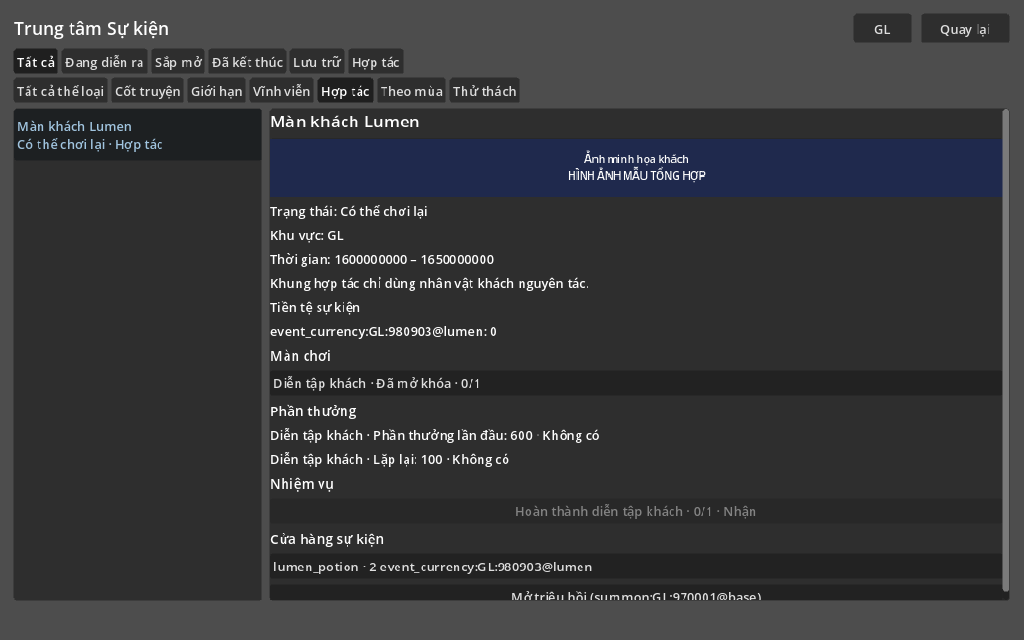 Trung tâm Sự kiện
GL
Quay lại
Tất cả
Đang diễn ra
Sắp mở
Đã kết thúc
Lưu trữ
Hợp tác
Tất cả thể loại
Cốt truyện
Giới hạn
Vĩnh viễn
Hợp tác
Theo mùa
Thử thách
Màn khách Lumen
Có thể chơi lại · Hợp tác
Màn khách Lumen
Ảnh minh họa khách
HÌNH ẢNH MẪU TỔNG HỢP
Trạng thái: Có thể chơi lại
Khu vực: GL
Thời gian: 1600000000 – 1650000000
Khung hợp tác chỉ dùng nhân vật khách nguyên tác.
Tiền tệ sự kiện
event_currency:GL:980903@lumen: 0
Màn chơi
Diễn tập khách · Đã mở khóa · 0/1
Phần thưởng
Diễn tập khách · Phần thưởng lần đầu: 600 · Không có
Diễn tập khách · Lặp lại: 100 · Không có
Nhiệm vụ
Hoàn thành diễn tập khách · 0/1 · Nhận
Cửa hàng sự kiện
lumen_potion · 2 event_currency:GL:980903@lumen
Mở triệu hồi (summon:GL:970001@base)